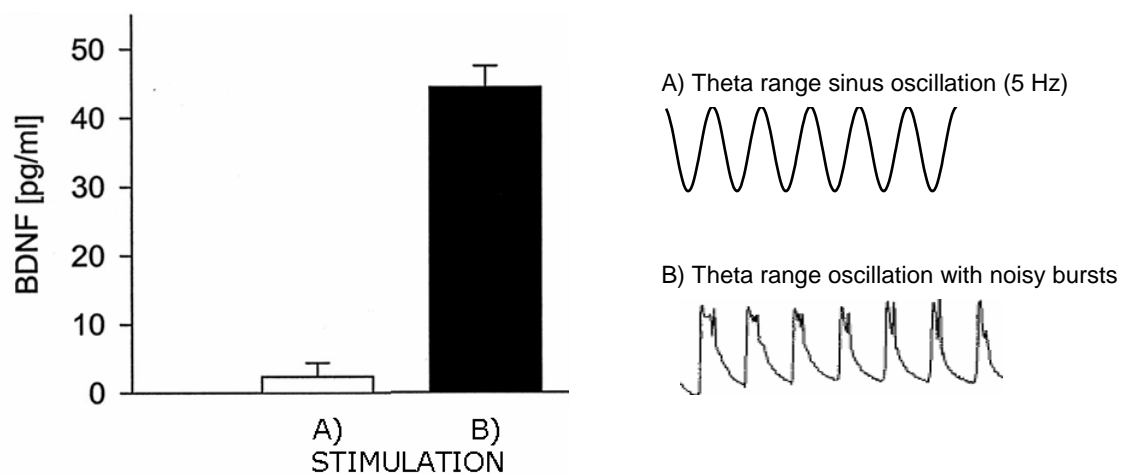 BDNF [pg/ml]
50
40
30
20
10
0
A)
B)
STIMULATION
A) Theta range sinus oscillation (5 Hz)
B) Theta range oscillation with noisy bursts